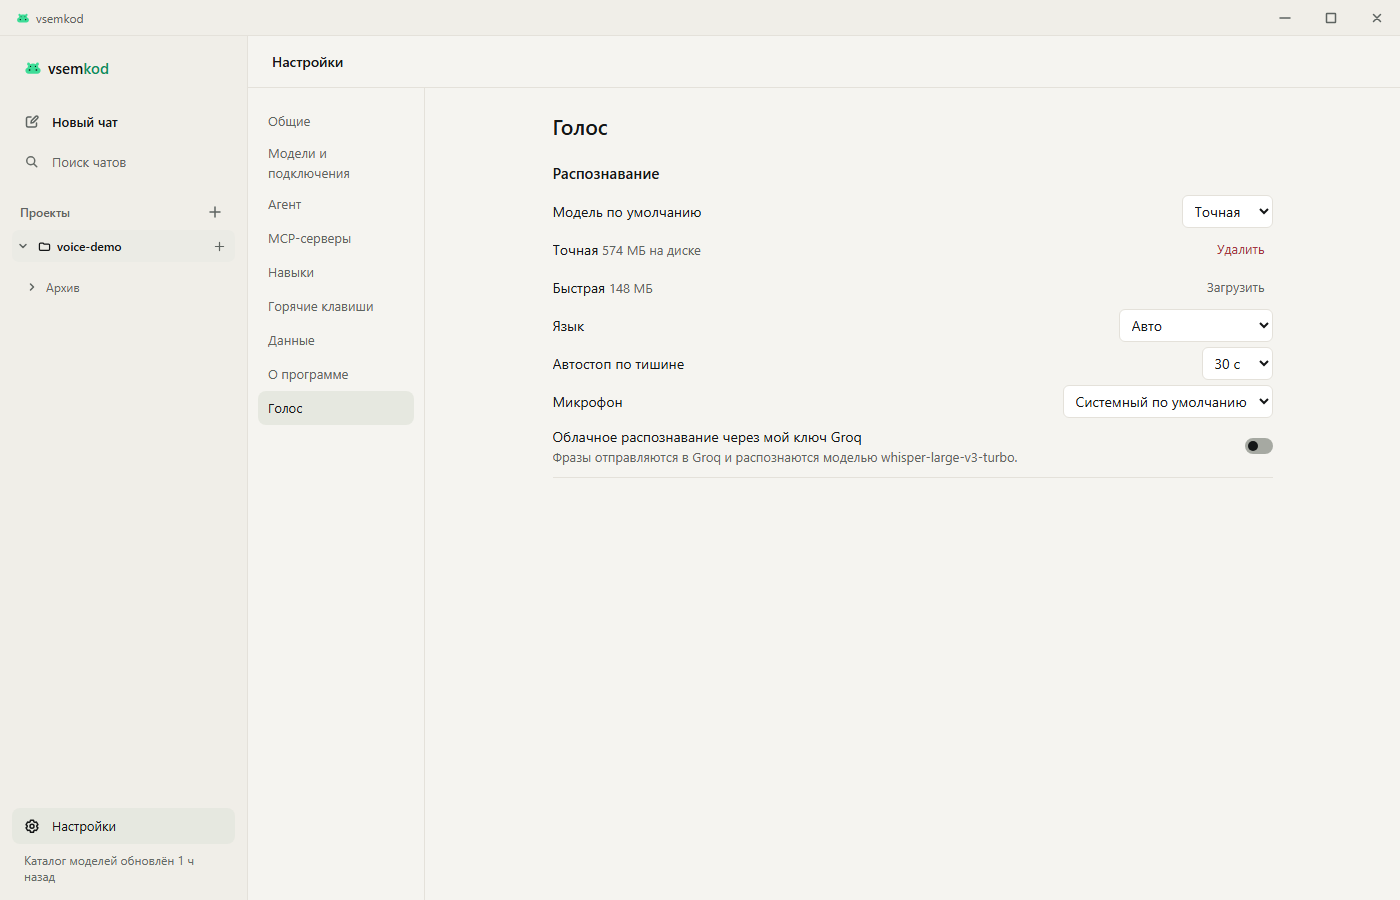 vsemkod
vsemkod
Новый чат
Поиск чатов
Проекты
voice-demo
Архив
Настройки
Каталог моделей обновлён 1 ч
назад
Настройки
Общие
Модели и
подключения
Агент
MCP-серверы
Навыки
Горячие клавиши
Данные
О программе
Голос
Голос
Распознавание
Модель по умолчанию
Точная
Точная 574 МБ на диске
Удалить
Быстрая 148 МБ
Загрузить
Язык
Авто
Автостоп по тишине
30 с
Микрофон
Системный по умолчанию
Облачное распознавание через мой ключ Groq
Фразы отправляются в Groq и распознаются моделью whisper-large-v3-turbo.